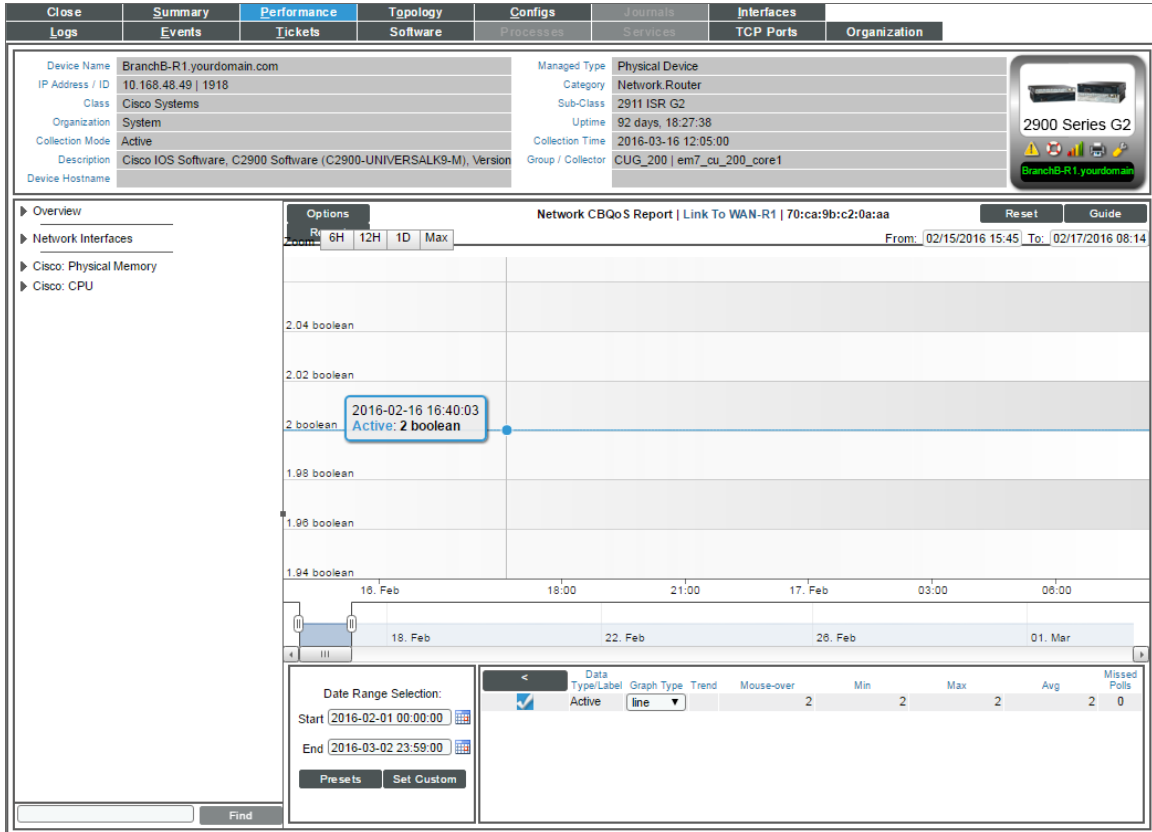 Close Summary Performance Topology Configs Journals Interfaces
Logs Events Tickets Software Processes Services TCP Ports Organization
Device Name BranchB-R1.yourdomain.com Managed Type Physical Device
IP Address / ID 10.168.48.49 | 1918 Category Network.Router
Class Cisco Systems Sub-Class 2911 ISR G2
Organization System Uptime 92 days, 18:27:38
Collection Mode Active Collection Time 2016-03-16 12:05:00
Description Cisco IOS Software, C2900 Software (C2900-UNIVERSALK9-M), Version Group / Collector CUG_200 | em7_cu_200_core1
Device Hostname
2900 Series G2
BranchB-R1.yourdomain
Overview
Network Interfaces
Cisco: Physical Memory
Cisco: CPU
Find
Options Network CBQoS Report | Link To WAN-R1 | 70:ca:9b:c2:0a:aa Reset Guide
Zoom 6H 12H 1D Max From: 02/15/2016 15:45 To: 02/17/2016 08:14
2.04 boolean
2.02 boolean
2016-02-16 16:40:03
2 boolean Active: 2 boolean
1.98 boolean
1.96 boolean
1.94 boolean
16. Feb 18:00 21:00 17. Feb 03:00 06:00
18. Feb 22. Feb 26. Feb 01. Mar
Date Range Selection:
Start 2016-02-01 00:00:00
End 2016-03-02 23:59:00
Presets Set Custom
< Data Type/Label Graph Type Trend Mouse-over Min Max Avg Missed Polls
Active line 2 2 2 2 0